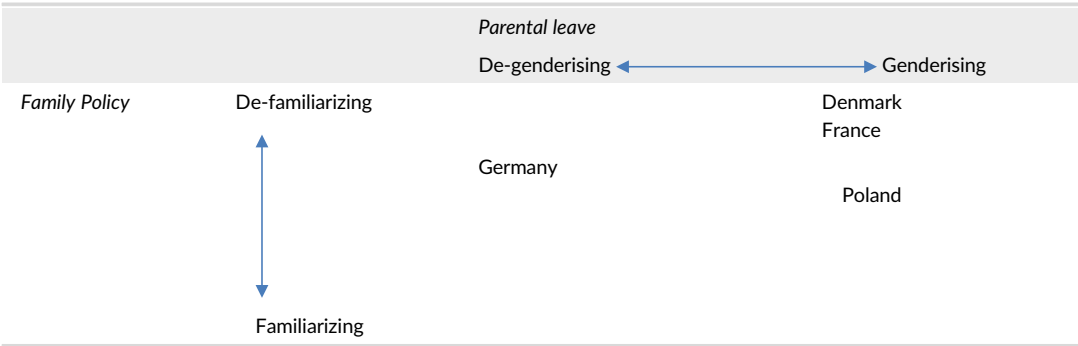 Parental leave
De-genderising Genderising
Family Policy De-familiarizing Denmark
France
Germany
Poland
Familiarizing